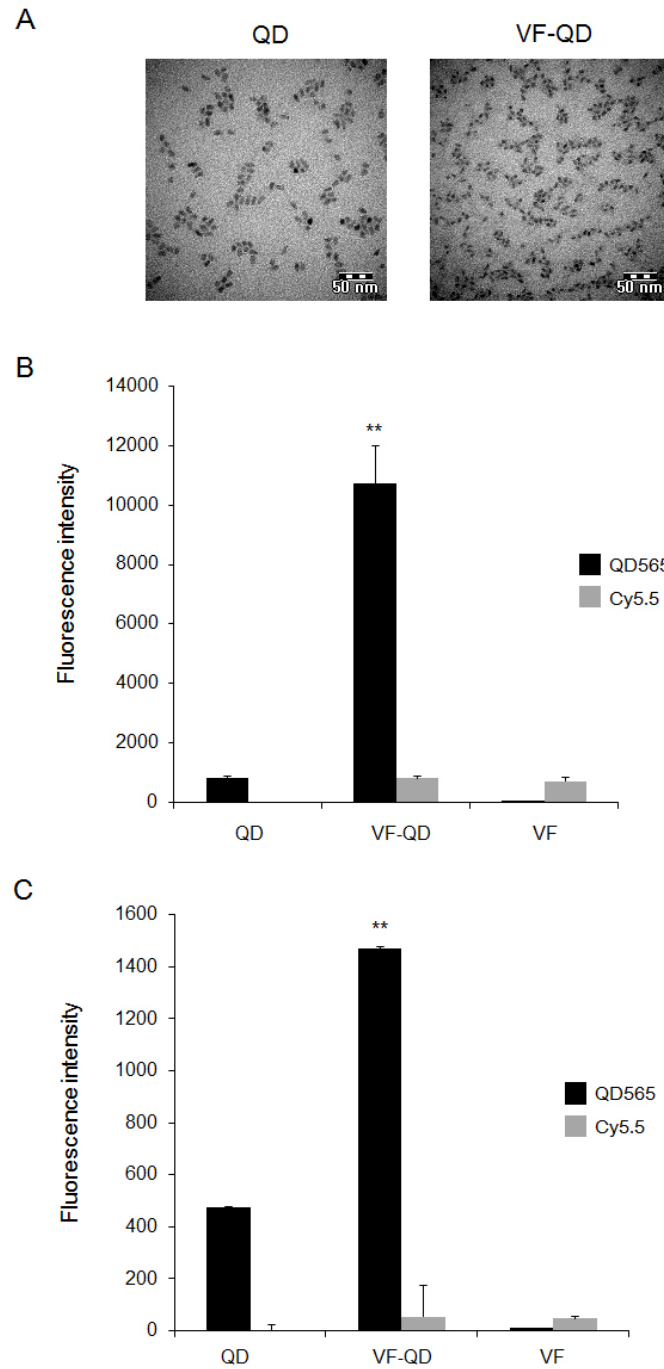 A
QD VF-QD
50 nm 50 nm
B
14000
12000
10000
8000
6000
4000
2000
0
Fluorescence intensity
**
QD565
Cy5.5
QD VF-QD VF
C
1600
1400
1200
1000
800
600
400
200
0
Fluorescence intensity
**
QD565
Cy5.5
QD VF-QD VF